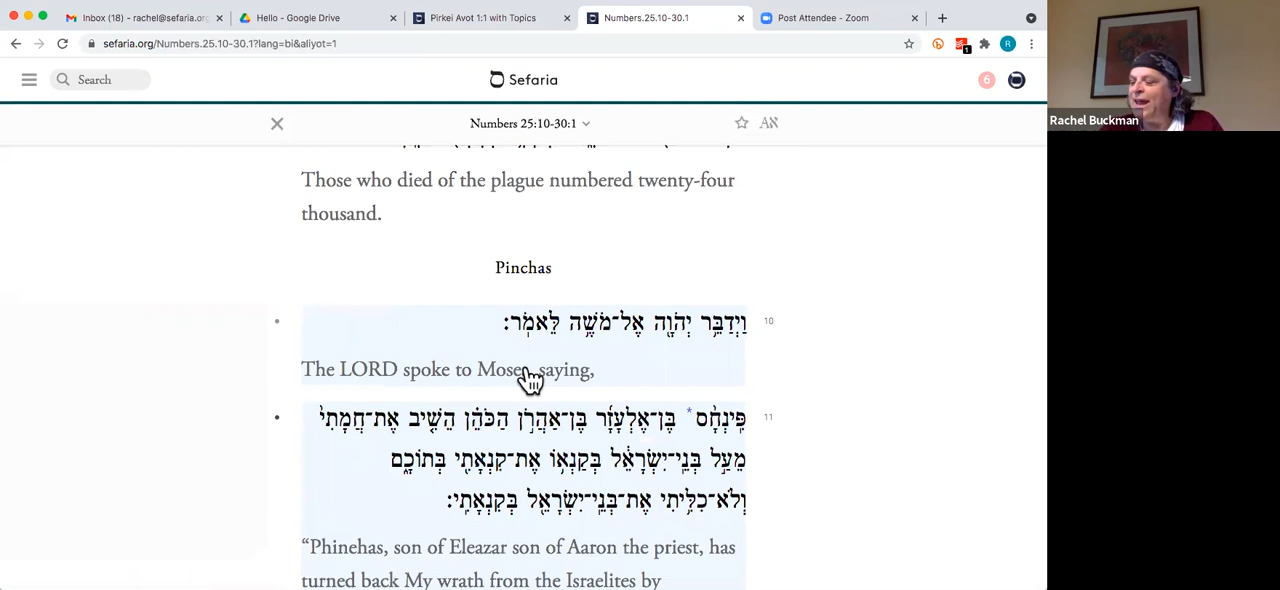 Inbox (18) - rachel@sefaria.or
Hello - Google Drive
Pirkei Avot 1:1 with Topics
Numbers.25.10-30.1
Post Attendee - Zoom
sefaria.org/Numbers.25.10-30.1?lang=bi&aliyot=1
1
R
Search
Sefaria
6
Rachel Buckman
Numbers 25:10-30:1
Those who died of the plague numbered twenty-four
thousand.
Pinchas
וַיְדַבֵּ֥ר יְהֹוָ֖ה אֶל־מֹשֶׁ֥ה לֵּאמֹֽר׃
10
The LORD spoke to Moses, saying,
פִּֽינְחָ֨ס * בֶּן־אֶלְעָזָ֜ר בֶּן־אַהֲרֹ֣ן הַכֹּהֵ֗ן הֵשִׁ֤יב אֶת־חֲמָתִי֙
11
מֵעַ֣ל בְּנֵֽי־יִשְׂרָאֵ֔ל בְּקַנְא֥וֹ אֶת־קִנְאָתִ֖י בְּתוֹכָ֑ם
וְלֹא־כִלִּ֥יתִי אֶת־בְּנֵֽי־יִשְׂרָאֵ֖ל בְּקִנְאָתִֽי׃
“Phinehas, son of Eleazar son of Aaron the priest, has
turned back My wrath from the Israelites by